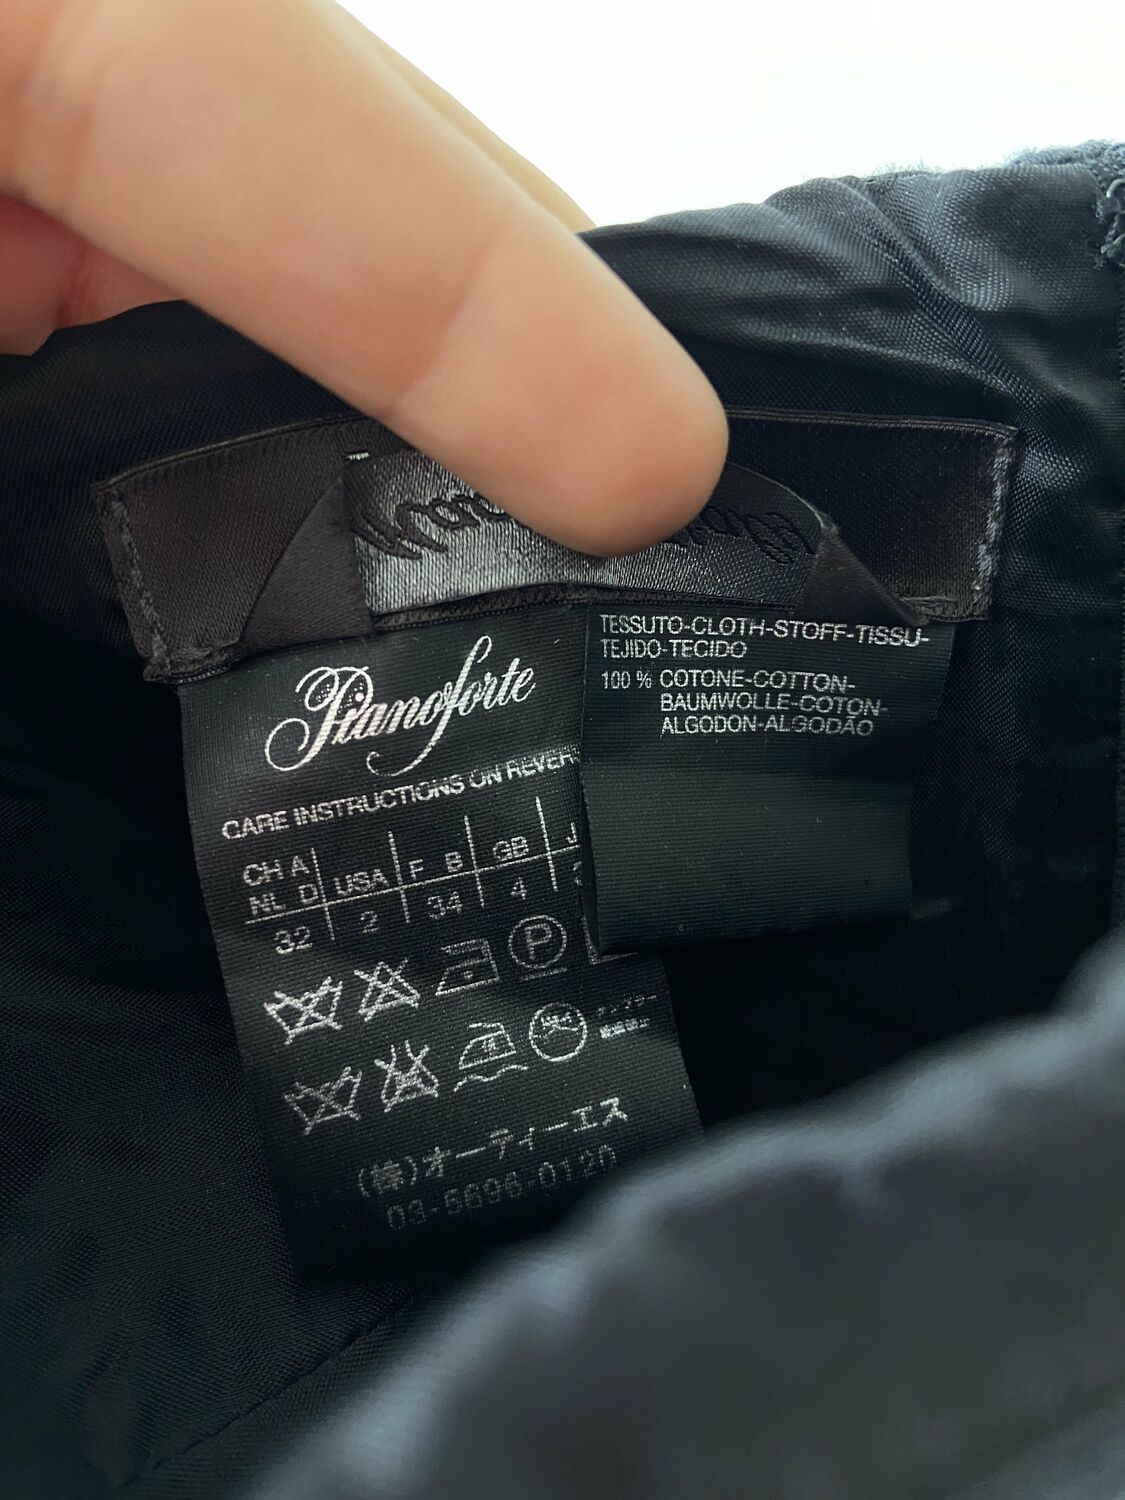 TESSUTO-CLOTH-STOFF-TISSU-
TEJIDO-TECIDO
100 % COTONE-COTTON-
BAUMWOLLE-COTON-
ALGODON-ALGODÃO
Pianoforte
CARE INSTRUCTIONS ON REVER
CH A
NL D
USA
F B
GB
32
2
34
4
P
(株)オーティーエス
03-5696-0120